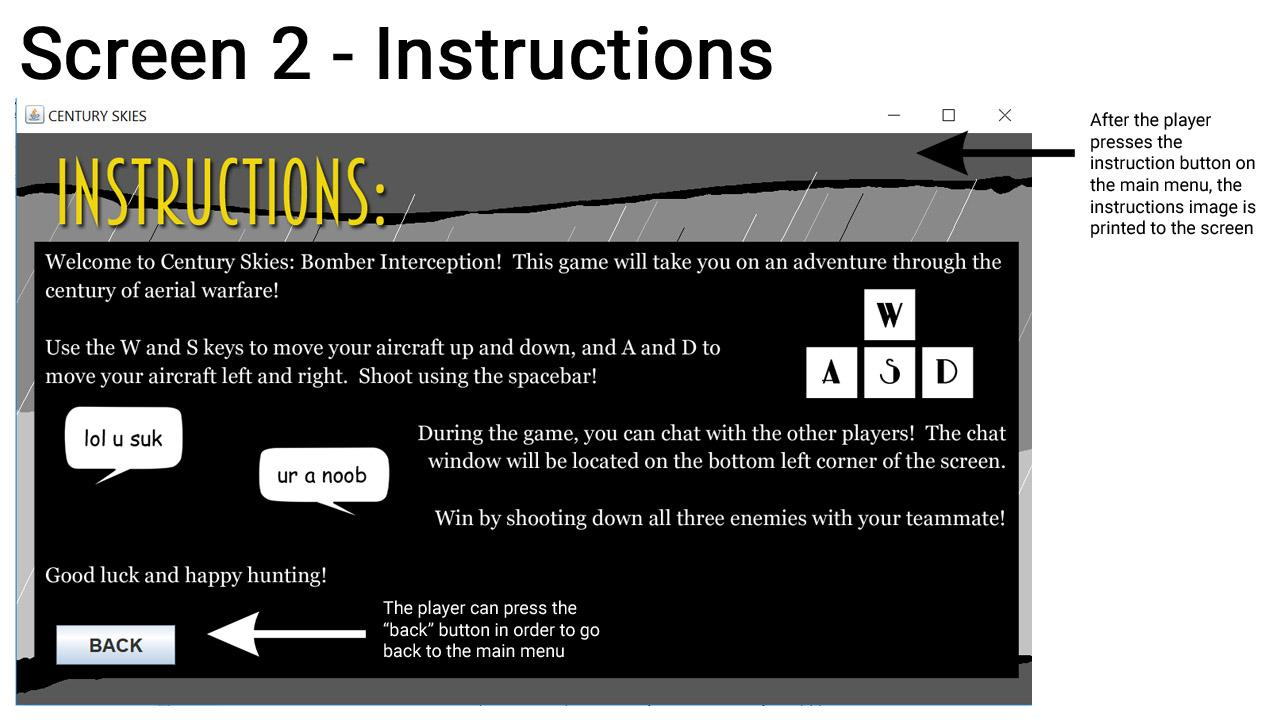 Screen 2 - Instructions
CENTURY SKIES
After the player
presses the
instruction button on
the main menu, the
instructions image is
printed to the screen
INSTRUCTIONS:
Welcome to Century Skies: Bomber Interception!  This game will take you on an adventure through the
century of aerial warfare!
W
A S D
Use the W and S keys to move your aircraft up and down, and A and D to
move your aircraft left and right.  Shoot using the spacebar!
lol u suk
ur a noob
During the game, you can chat with the other players!  The chat
window will be located on the bottom left corner of the screen.
Win by shooting down all three enemies with your teammate!
Good luck and happy hunting!
BACK
The player can press the
“back” button in order to go
back to the main menu